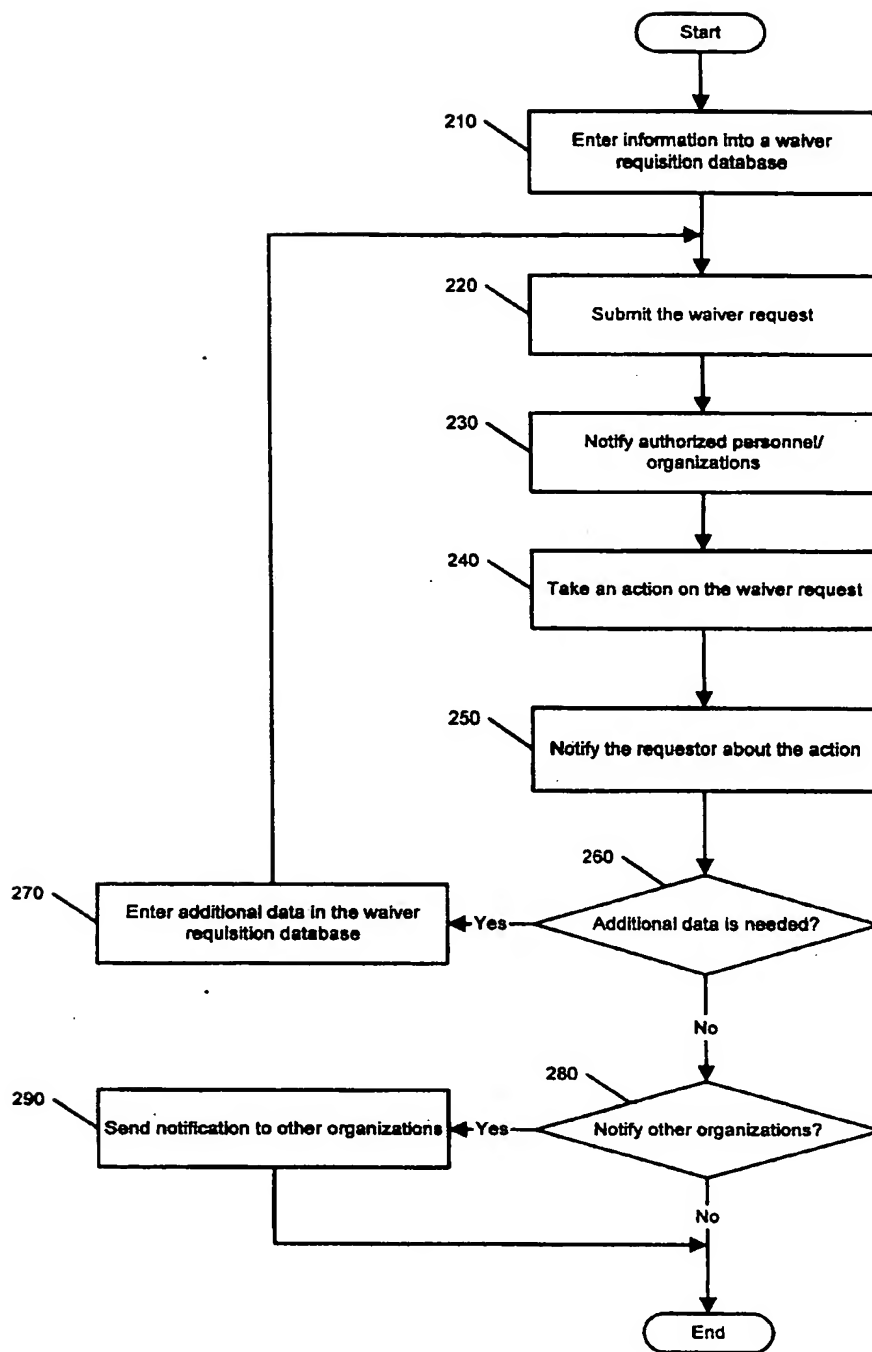 Start
210
Enter information into a waiver
requisition database
220
Submit the waiver request
230
Notify authorized personnel/
organizations
240
Take an action on the waiver request
250
Notify the requestor about the action
260
Additional data is needed?
Yes
270
Enter additional data in the waiver
requisition database
No
280
Notify other organizations?
Yes
290
Send notification to other organizations
No
End